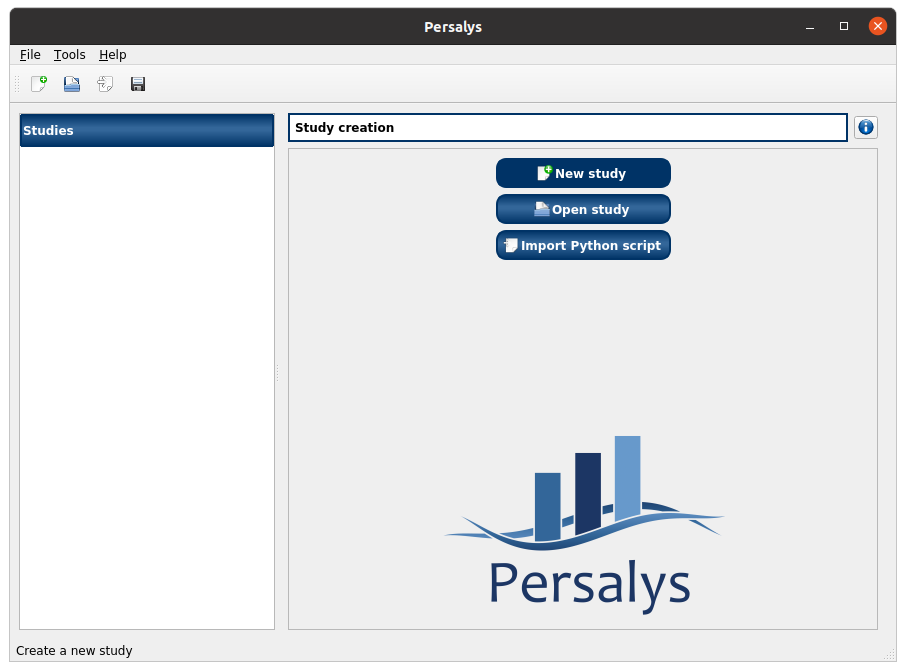 Persalys
File Tools Help
Studies
Study creation
New study
Open study
Import Python script
Persalys
Create a new study